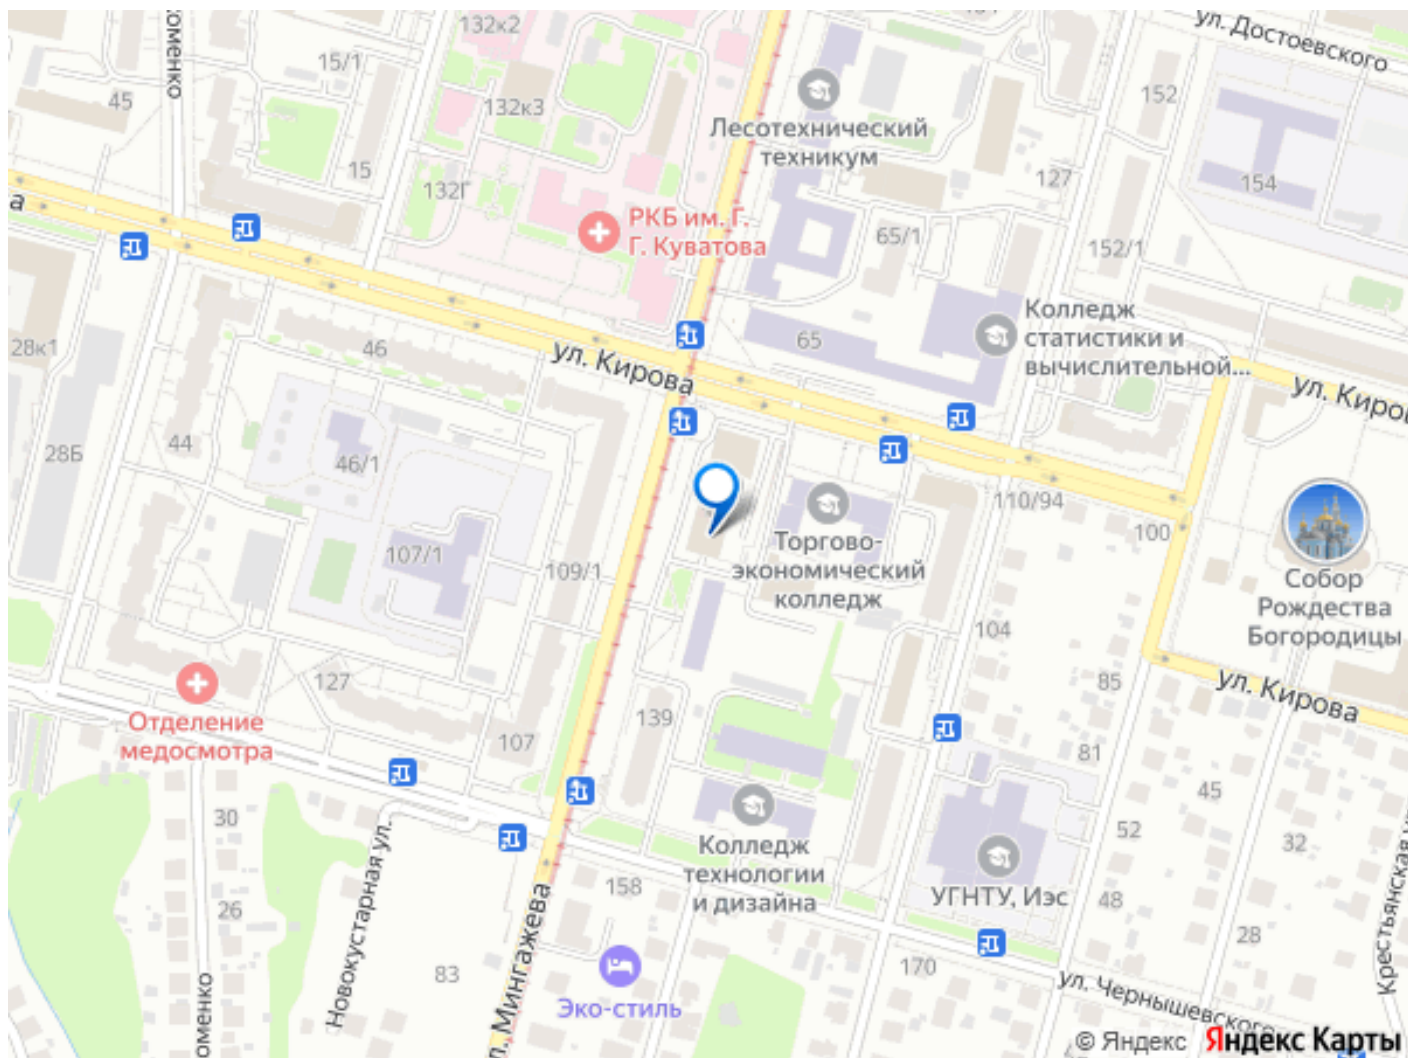 132к2
ул. Достоевского
15/1
45
132к3
152
Лесотехнический
техникум
15
132Г
127
154
РКБ им. Г.
Г. Куватова
65/1
152/1
а
Колледж
статистики и
вычислительной...
28к1
46
ул. Кирова
65
ул. Киров
44
28Б
46/1
110/94
100
107/1
109/1
Торгово-
экономический
колледж
Собор
Рождества
Богородицы
104
127
85
ул. Кирова
Отделение
медосмотра
107
139
81
45
30
52
32
Колледж
технологии
и дизайна
158
УГНТУ, Иэс
26
48
28
Новокустарная ул.
83
л. Мингажева
170
Крестьянская
Эко-стиль
ул. Чернышевского
оменко
оменко
© Яндекс Яндекс Карты